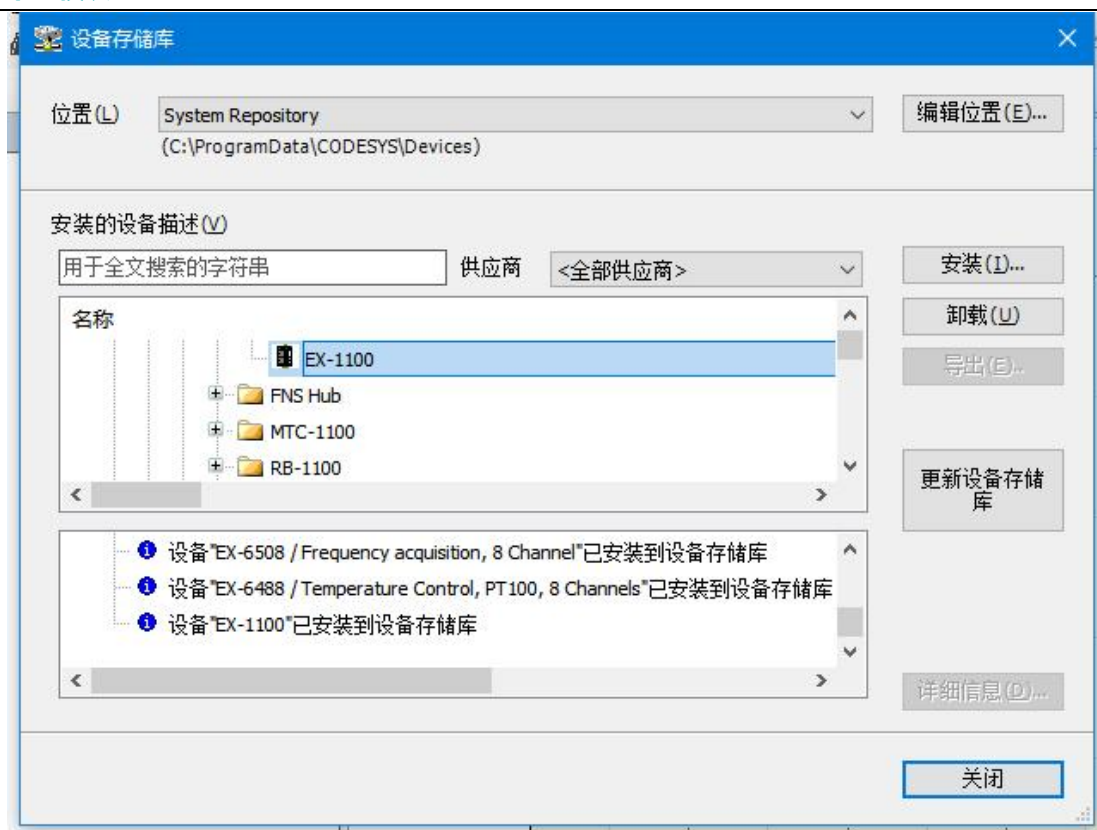 设备存储库
位置(L)
System Repository
编辑位置(E)...
(C:\ProgramData\CODESYS\Devices)
安装的设备描述(V)
用于全文搜索的字符串
供应商
<全部供应商>
安装(I)...
名称
卸载(U)
EX-1100
导出(E)..
FNS Hub
MTC-1100
RB-1100
更新设备存储
库
设备"EX-6508 / Frequency acquisition, 8 Channel"已安装到设备存储库
设备"EX-6488 / Temperature Control, PT100, 8 Channels"已安装到设备存储库
设备"EX-1100"已安装到设备存储库
详细信息(D)...
关闭